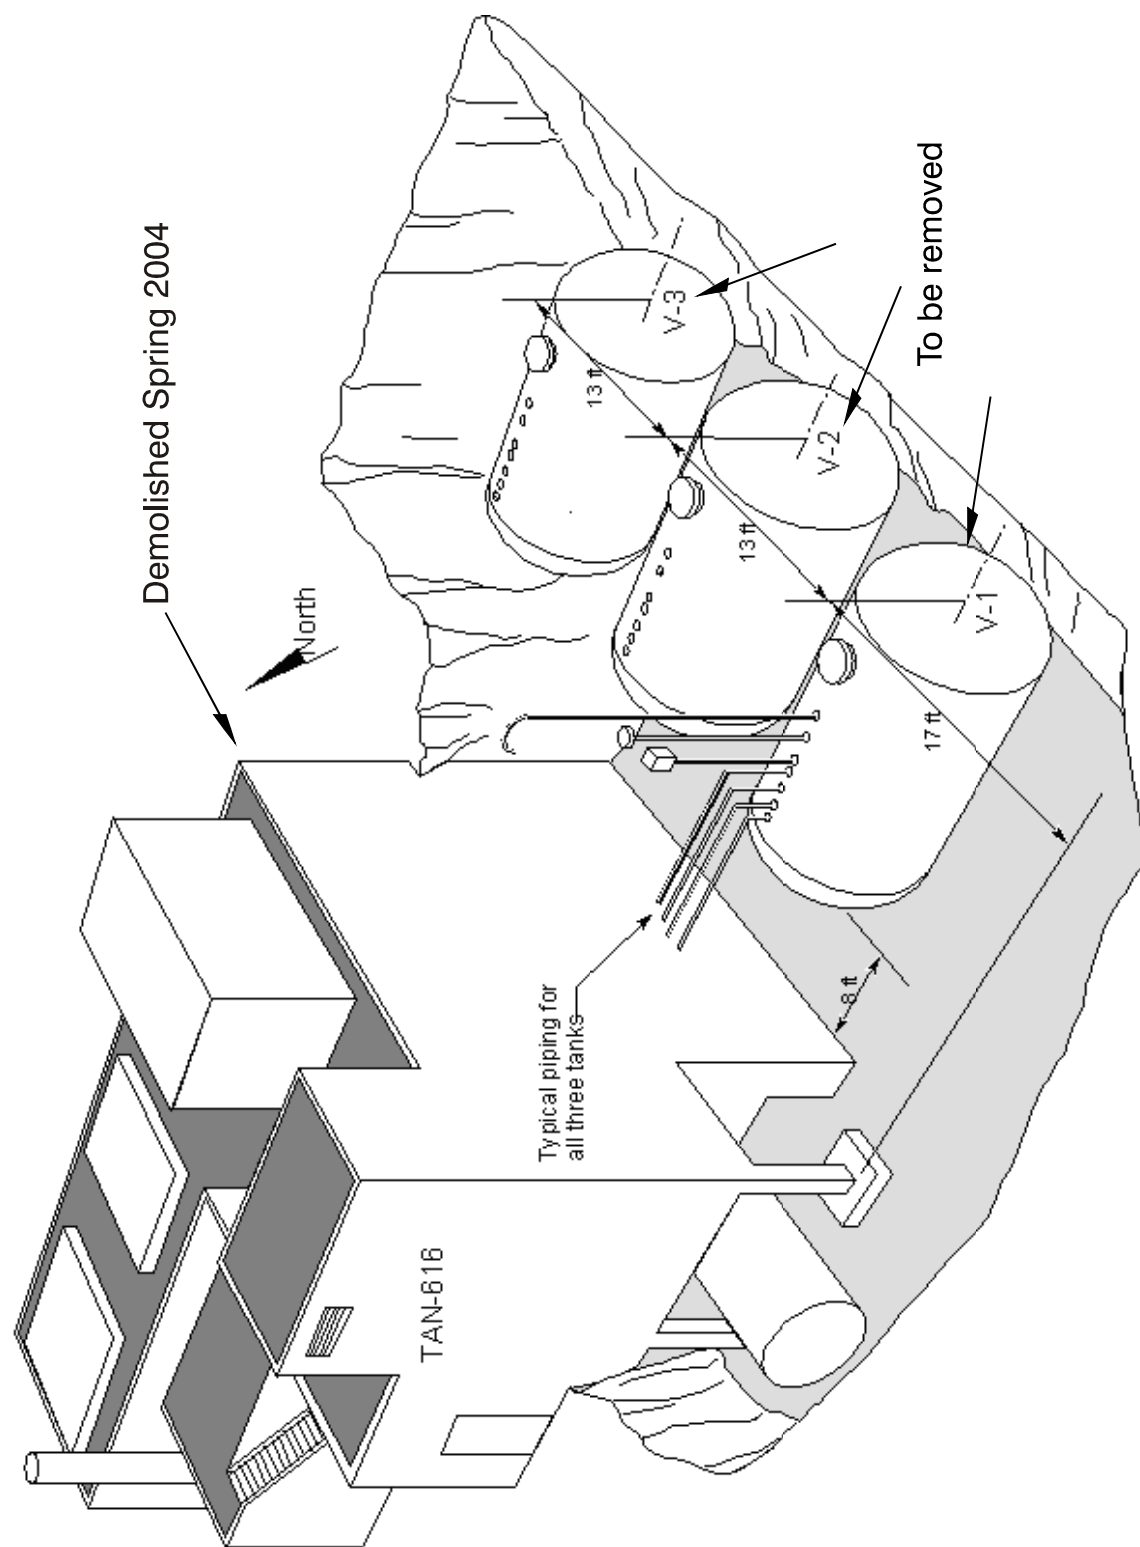 Demolished Spring 2004
North
V-3
13 ft
To be removed
V-2
13 ft
V-1
17 ft
Typical piping for
all three tanks
8 ft
TAN-616